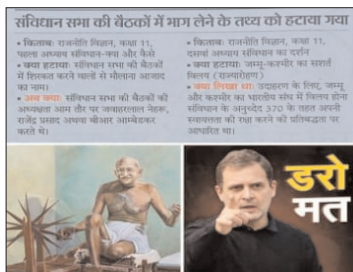 संविधान सभा की बैठकों में भाग लेने के तथ्य को हटाया गया
• किताब: राजनीति विज्ञान, कक्षा 11,
पहला अध्याय संविधान-क्या और कैसे
• क्या हटाया: संविधान सभा की बैठकों
में शिरकत करने वालों से मौलाना आजाद
का नाम।
• अब क्या: संविधान सभा की बैठकों की
अध्यक्षता आम तौर पर जवाहरलाल नेहरू,
राजेंद्र प्रसाद अथवा बीआर आम्बेडकर
करते थे।
• किताब: राजनीति विज्ञान, कक्षा 11,
दसवां अध्याय संविधान का दर्शन
• क्या हटाया: जम्मू-कश्मीर का सशर्त
विलय
• क्या लिखा था: उदाहरण के लिए, जम्मू
और कश्मीर का भारतीय संघ में विलय होना
संविधान के अनुच्छेद 370 के तहत अपनी
स्वायत्तता की रक्षा करने की प्रतिबद्धता पर
आधारित था।
डरो
मत